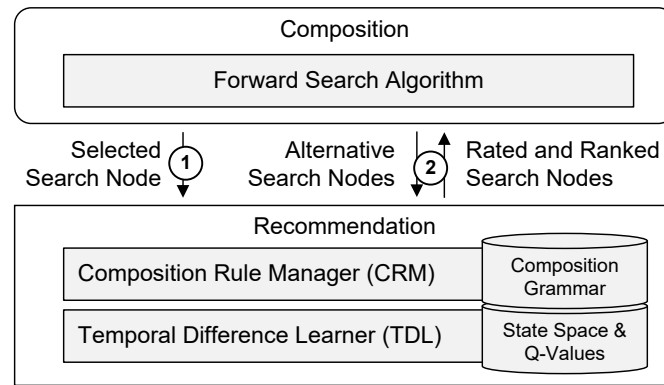 Composition
Forward Search Algorithm
Selected
Search Node
1
Alternative
Search Nodes
2
Rated and Ranked
Search Nodes
Recommendation
Composition Rule Manager (CRM)
Composition
Grammar
Temporal Difference Learner (TDL)
State Space &
Q-Values